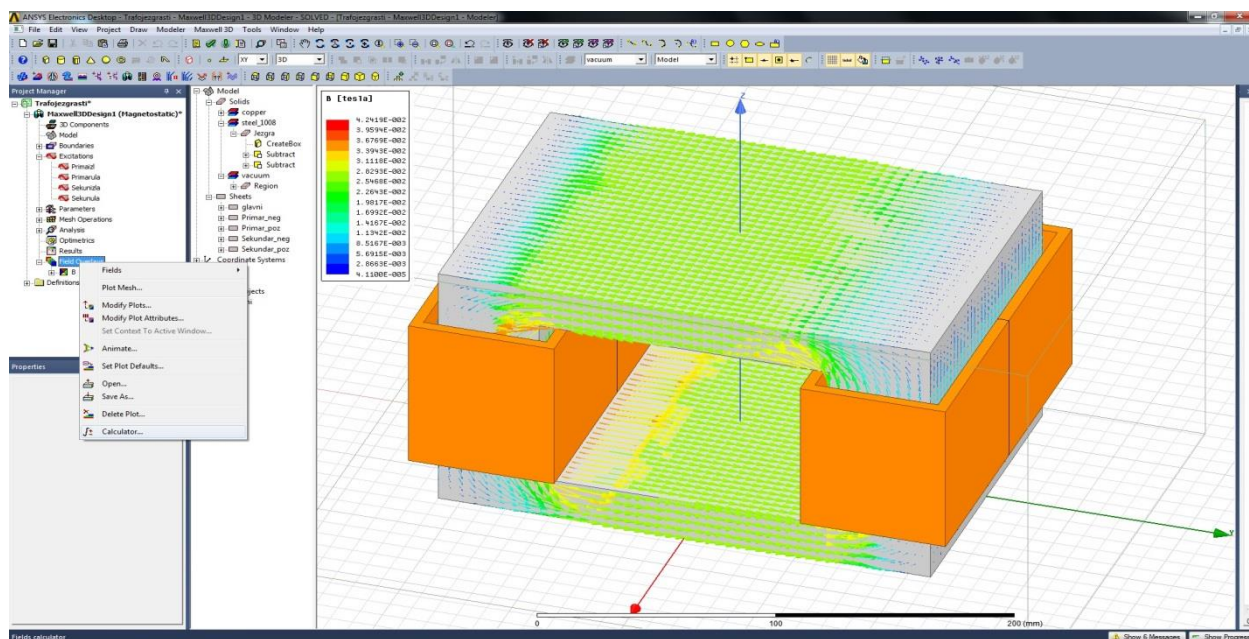 ANSYS Electronics Desktop - Trafojezgrasti - Maxwell3DDesign1 - 3D Modeler - SOLVED - [Trafojezgrasti - Maxwell3DDesign1 - Modeler]
File Edit View Project Draw Modeler Maxwell 3D Tools Window Help
XY 3D vacuum Model
Project Manager
Trafojezgrasti*
Maxwell3DDesign1 (Magnetostatic)*
3D Components
Model
Boundaries
Excitations
Primaizl
Primarula
Sekunizla
Sekunula
Parameters
Mesh Operations
Analysis
Optimetrics
Results
Field Overlays
B
Definitions
Fields
Plot Mesh...
Modify Plots...
Modify Plot Attributes...
Set Context To Active Window...
Animate...
Set Plot Defaults...
Open...
Save As...
Delete Plot...
Calculator...
Properties
Model
Solids
copper
steel_1008
Jezgra
CreateBox
Subtract
Subtract
vacuum
Region
Sheets
glavni
Primar_neg
Primar_poz
Sekundar_neg
Sekundar_poz
Coordinate Systems
B [tesla]
4.2419E-002
3.9594E-002
3.6769E-002
3.3943E-002
3.1118E-002
2.8293E-002
2.5468E-002
2.2643E-002
1.9817E-002
1.6992E-002
1.4167E-002
1.1342E-002
8.5167E-003
5.6915E-003
2.8663E-003
4.1100E-005
Z
Y
0 100 200 (mm)
Fields calculator
Show 6 Messages Show Progress